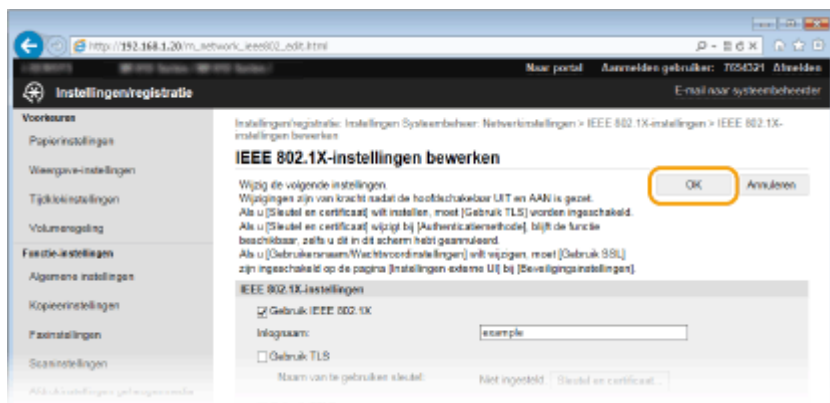 http://192.168.1.20/m_network_ieee802_edit.html
Naar portal Aanmelden gebruiker: 7654321 Afmelden
Instellingen/registratie
E-mail naar systeembeheerder
Voorkeuren
Papierinstellingen
Weergave-instellingen
Tijdklokinstellingen
Volumeregeling
Functie-instellingen
Algemene instellingen
Kopieerinstellingen
Faxinstellingen
Scaninstellingen
Instellingen/registratie: Instellingen Systeembeheer: Netwerkinstellingen > IEEE 802.1X-instellingen > IEEE 802.1X-
instellingen bewerken
IEEE 802.1X-instellingen bewerken
OK Annuleren
Wijzig de volgende instellingen.
Wijzigingen zijn van kracht nadat de hoofdschakelaar UIT en AAN is gezet.
Als u [Sleutel en certificaat] wilt instellen, moet [Gebruik TLS] worden ingeschakeld.
Als u [Sleutel en certificaat] wijzigt bij [Authenticatiemethode], blijft de functie
beschikbaar, zelfs u dit in dit scherm hebt geannuleerd.
Als u [Gebruikersnaam/Wachtwoordinstellingen] wilt wijzigen, moet [Gebruik SSL]
zijn ingeschakeld op de pagina [Instellingen externe UI] bij [Beveiligingsinstellingen].
IEEE 802.1X-instellingen
Gebruik IEEE 802.1X
Inlognaam: example
Gebruik TLS
Naam van te gebruiken sleutel: Niet ingesteld. Sleutel en certificaat...